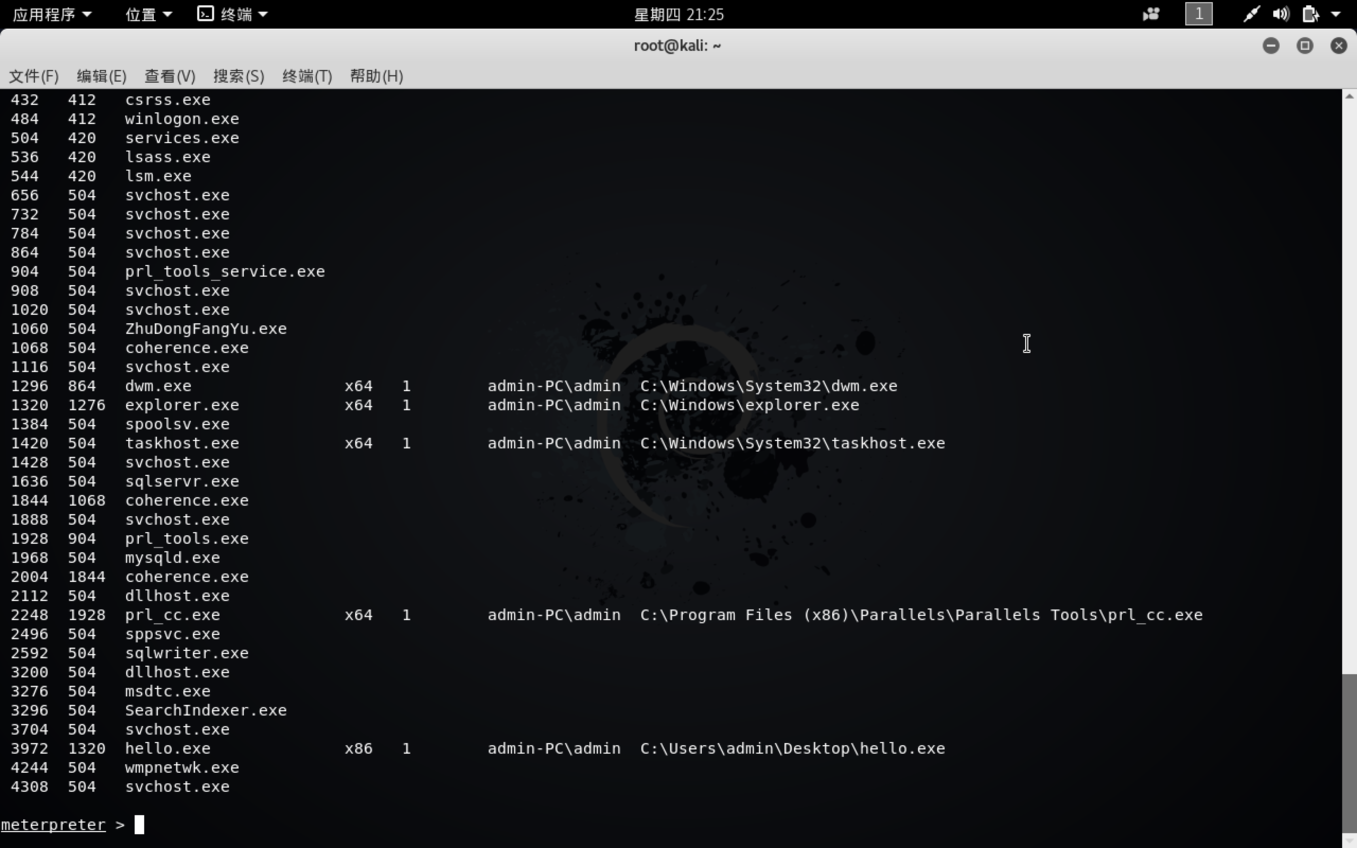 应用程序 位置 终端 星期四 21:25 1
root@kali: ~
文件(F) 编辑(E) 查看(V) 搜索(S) 终端(T) 帮助(H)
432 412 csrss.exe
484 412 winlogon.exe
504 420 services.exe
536 420 lsass.exe
544 420 lsm.exe
656 504 svchost.exe
732 504 svchost.exe
784 504 svchost.exe
864 504 svchost.exe
904 504 prl_tools_service.exe
908 504 svchost.exe
1020 504 svchost.exe
1060 504 ZhuDongFangYu.exe
1068 504 coherence.exe
1116 504 svchost.exe
1296 864 dwm.exe x64 1 admin-PC\admin C:\Windows\System32\dwm.exe
1320 1276 explorer.exe x64 1 admin-PC\admin C:\Windows\explorer.exe
1384 504 spoolsv.exe
1420 504 taskhost.exe x64 1 admin-PC\admin C:\Windows\System32\taskhost.exe
1428 504 svchost.exe
1636 504 sqlservr.exe
1844 1068 coherence.exe
1888 504 svchost.exe
1928 904 prl_tools.exe
1968 504 mysqld.exe
2004 1844 coherence.exe
2112 504 dllhost.exe
2248 1928 prl_cc.exe x64 1 admin-PC\admin C:\Program Files (x86)\Parallels\Parallels Tools\prl_cc.exe
2496 504 sppsvc.exe
2592 504 sqlwriter.exe
3200 504 dllhost.exe
3276 504 msdtc.exe
3296 504 SearchIndexer.exe
3704 504 svchost.exe
3972 1320 hello.exe x86 1 admin-PC\admin C:\Users\admin\Desktop\hello.exe
4244 504 wmpnetwk.exe
4308 504 svchost.exe
meterpreter >